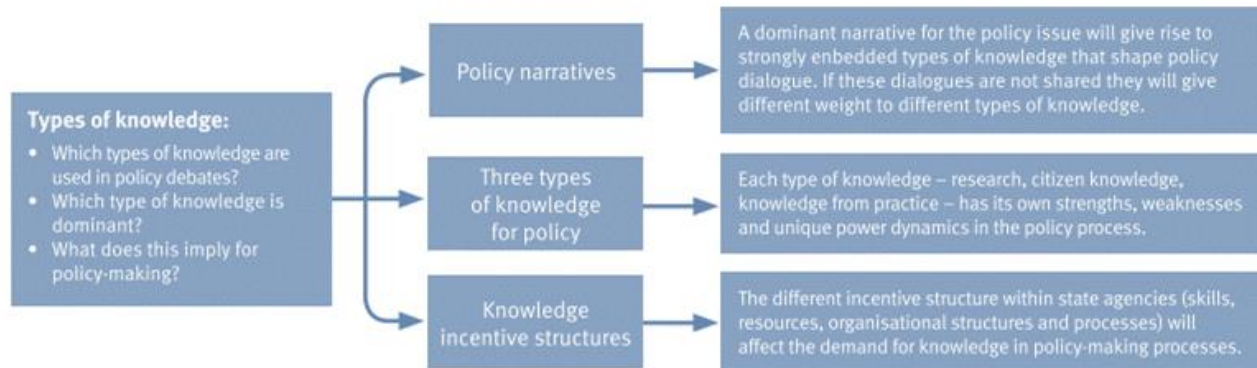 Types of knowledge:
• Which types of knowledge are
used in policy debates?
• Which type of knowledge is
dominant?
• What does this imply for
policy-making?
Policy narratives
A dominant narrative for the policy issue will give rise to
strongly enbedded types of knowledge that shape policy
dialogue. If these dialogues are not shared they will give
different weight to different types of knowledge.
Three types
of knowledge
for policy
Each type of knowledge – research, citizen knowledge,
knowledge from practice – has its own strengths, weaknesses
and unique power dynamics in the policy process.
Knowledge
incentive structures
The different incentive structure within state agencies (skills,
resources, organisational structures and processes) will
affect the demand for knowledge in policy-making processes.